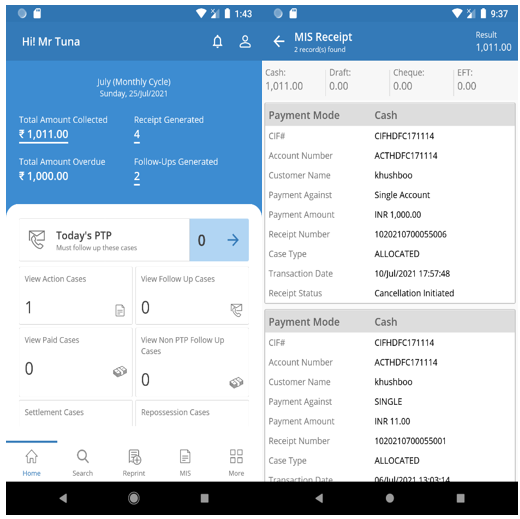 1:43
Hi! Mr Tuna
July (Monthly Cycle)
Sunday, 25/Jul/2021
Total Amount Collected
₹ 1,011.00
Receipt Generated
4
Total Amount Overdue
₹ 1,000.00
Follow-Ups Generated
2
Today's PTP
Must follow up these cases
0
View Action Cases
1
View Follow Up Cases
0
View Paid Cases
0
View Non PTP Follow Up
Cases
0
Settlement Cases
Repossession Cases
Home
Search
Reprint
MIS
More
9:37
MIS Receipt
2 record(s) found
Result
1,011.00
Cash:
1,011.00
Draft:
0.00
Cheque:
0.00
EFT:
0.00
Payment Mode Cash
CIF# CIFHDFC171114
Account Number ACTHDFC171114
Customer Name khushboo
Payment Against Single Account
Payment Amount INR 1,000.00
Receipt Number 1020210700055006
Case Type ALLOCATED
Transaction Date 10/Jul/2021 17:57:48
Receipt Status Cancellation Initiated
Payment Mode Cash
CIF# CIFHDFC171114
Account Number ACTHDFC171114
Customer Name khushboo
Payment Against SINGLE
Payment Amount INR 11.00
Receipt Number 1020210700055001
Case Type ALLOCATED
Transaction Date 06/Jul/2021 13:03:14